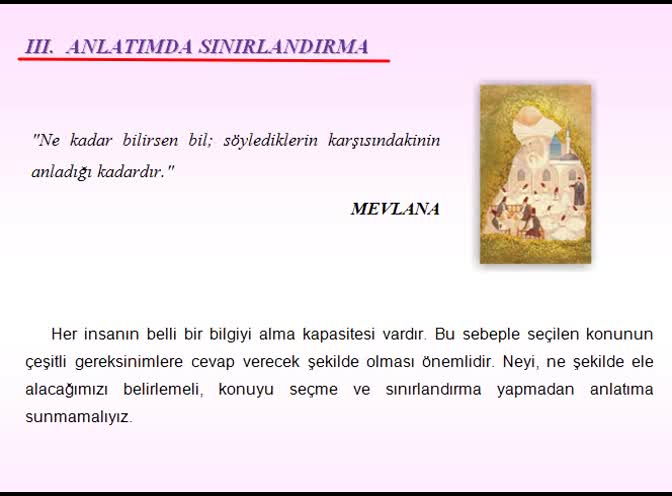 III. ANLATIMDA SINIRLANDIRMA
"Ne kadar bilirsen bil; söylediklerin karşısındakinin
anladığı kadardır."
MEVLANA
Her insanın belli bir bilgiyi alma kapasitesi vardır. Bu sebeple seçilen konunun
çeşitli gereksinimlere cevap verecek şekilde olması önemlidir. Neyi, ne şekilde ele
alacağımızı belirlemeli, konuyu seçme ve sınırlandırma yapmadan anlatıma
sunmamalıyız.